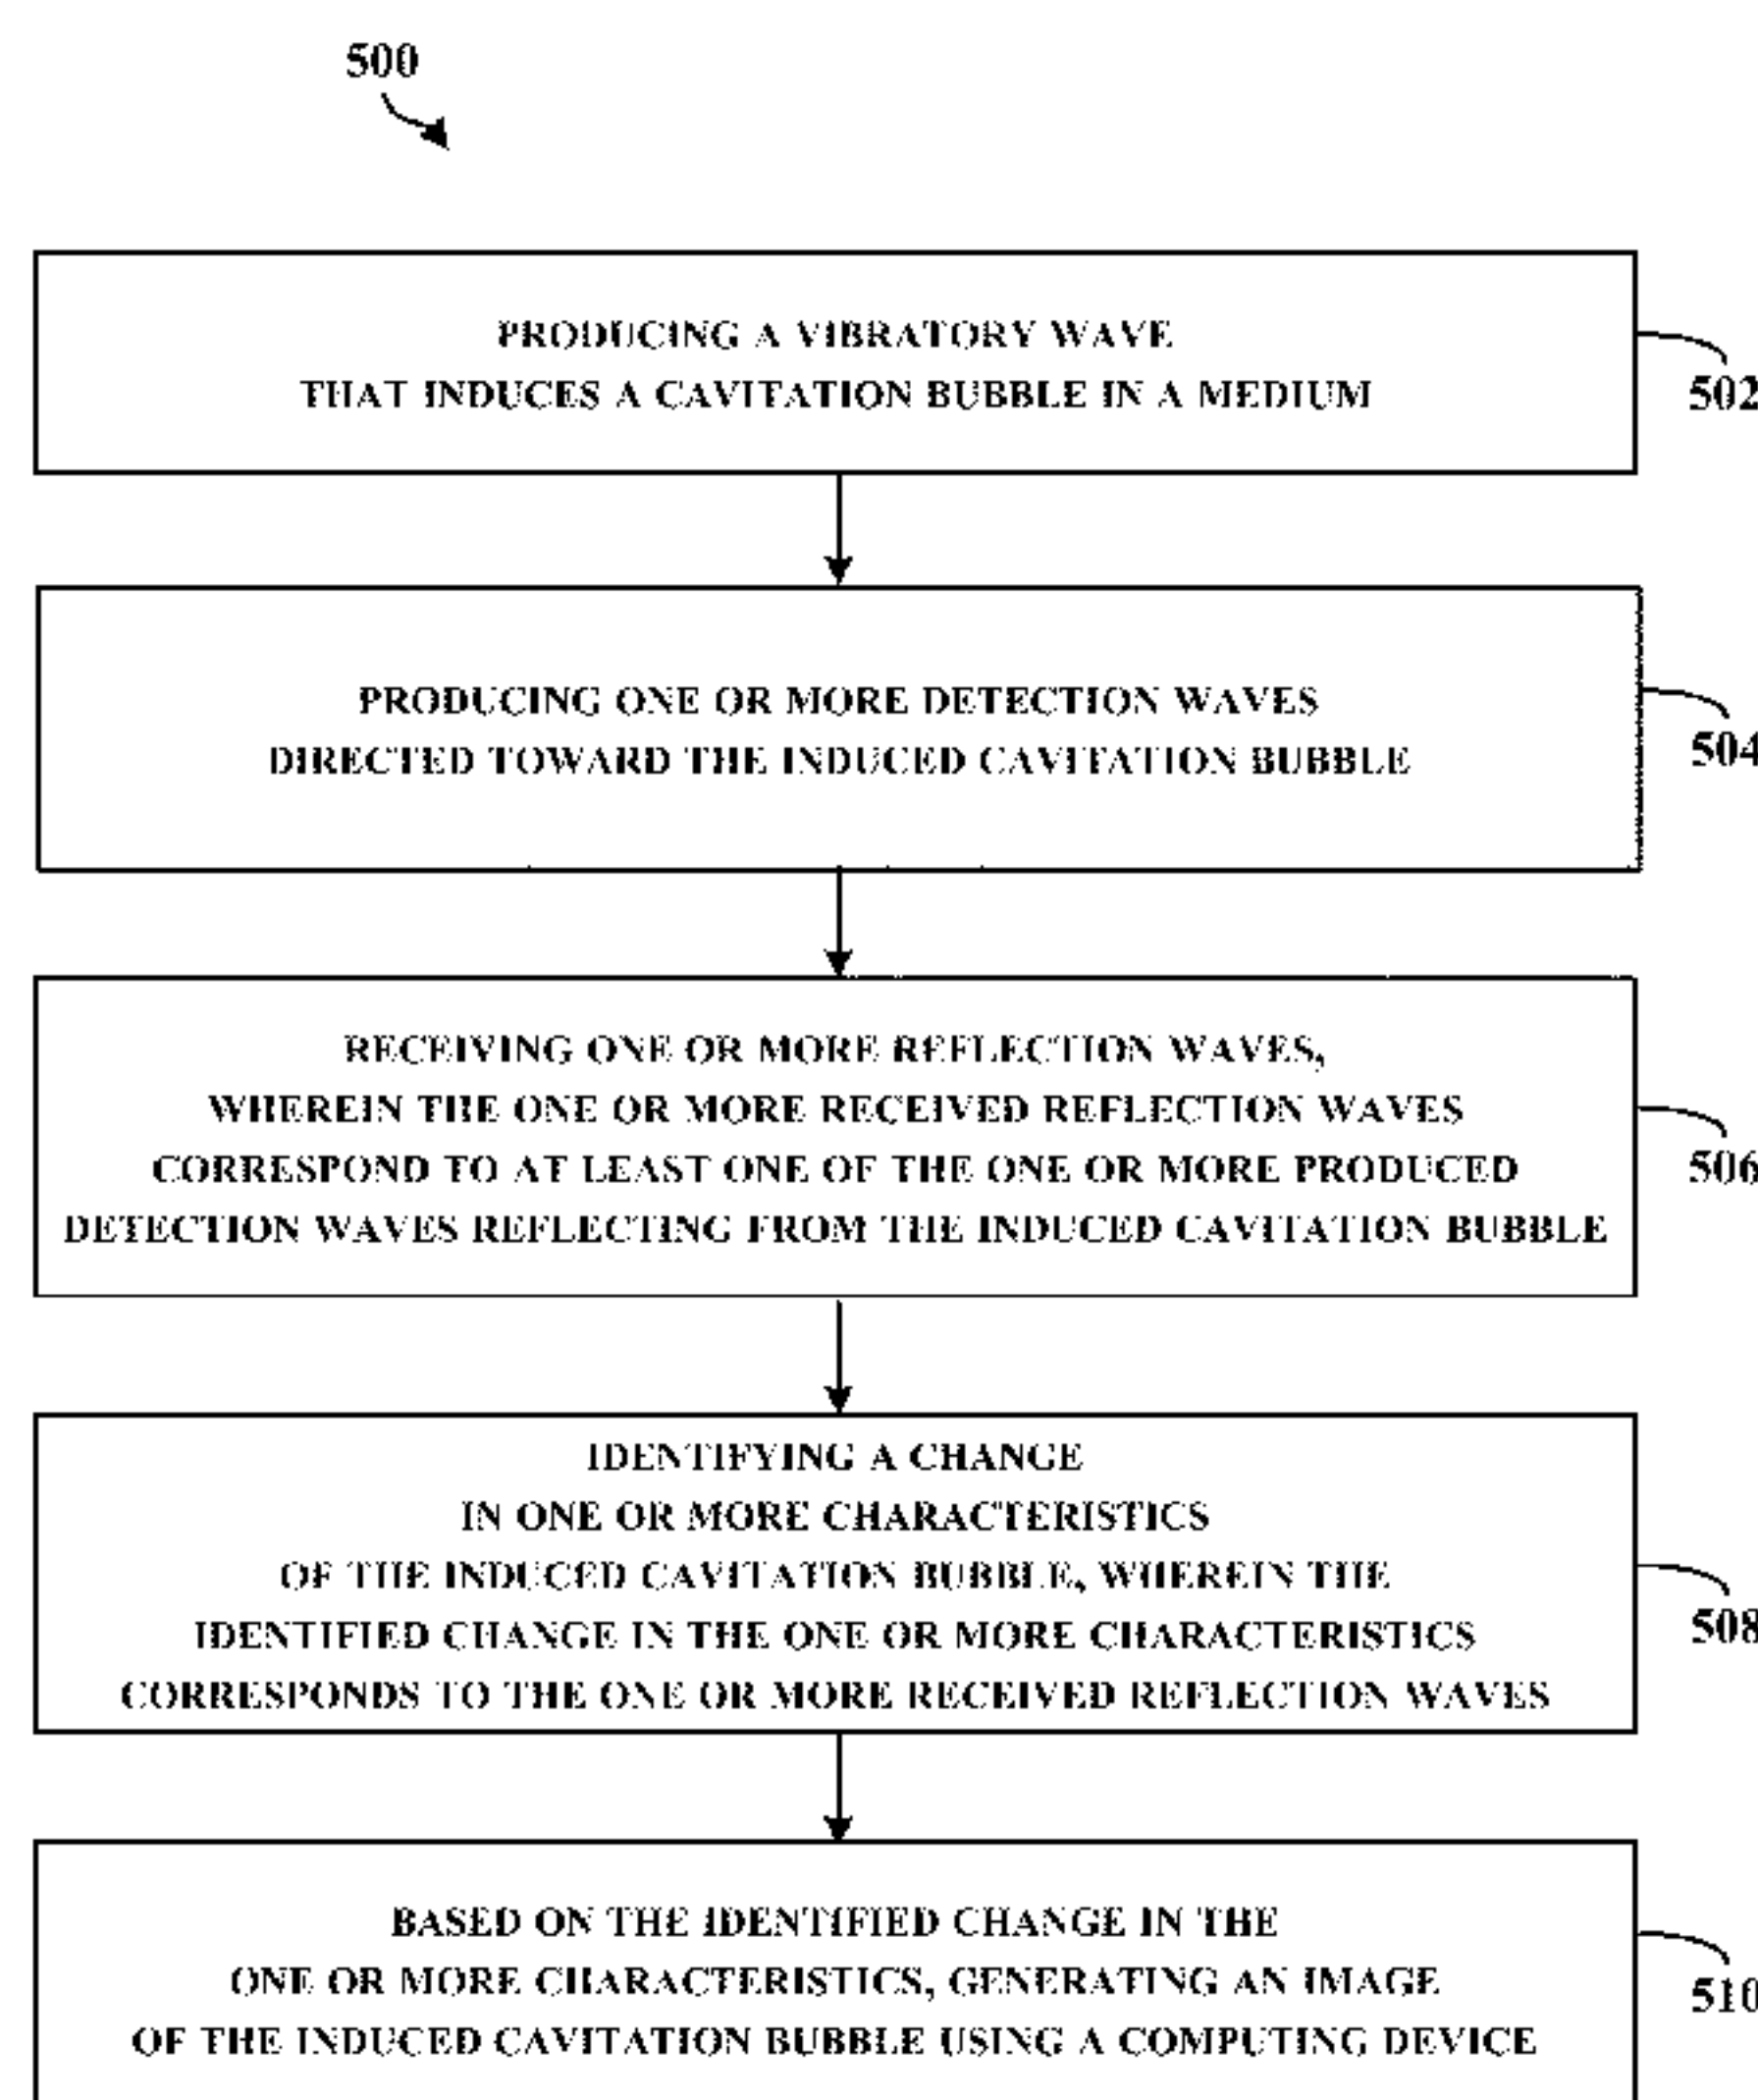 500
PRODUCING A VIBRATORY WAVE
THAT INDUCES A CAVITATION BUBBLE IN A MEDIUM
502
PRODUCING ONE OR MORE DETECTION WAVES
DIRECTED TOWARD THE INDUCED CAVITATION BUBBLE
504
RECEIVING ONE OR MORE REFLECTION WAVES,
WHEREIN THE ONE OR MORE RECEIVED REFLECTION WAVES
CORRESPOND TO AT LEAST ONE OF THE ONE OR MORE PRODUCED
DETECTION WAVES REFLECTING FROM THE INDUCED CAVITATION BUBBLE
506
IDENTIFYING A CHANGE
IN ONE OR MORE CHARACTERISTICS
OF THE INDUCED CAVITATION BUBBLE, WHEREIN THE
IDENTIFIED CHANGE IN THE ONE OR MORE CHARACTERISTICS
CORRESPONDS TO THE ONE OR MORE RECEIVED REFLECTION WAVES
508
BASED ON THE IDENTIFIED CHANGE IN THE
ONE OR MORE CHARACTERISTICS, GENERATING AN IMAGE
OF THE INDUCED CAVITATION BUBBLE USING A COMPUTING DEVICE
510